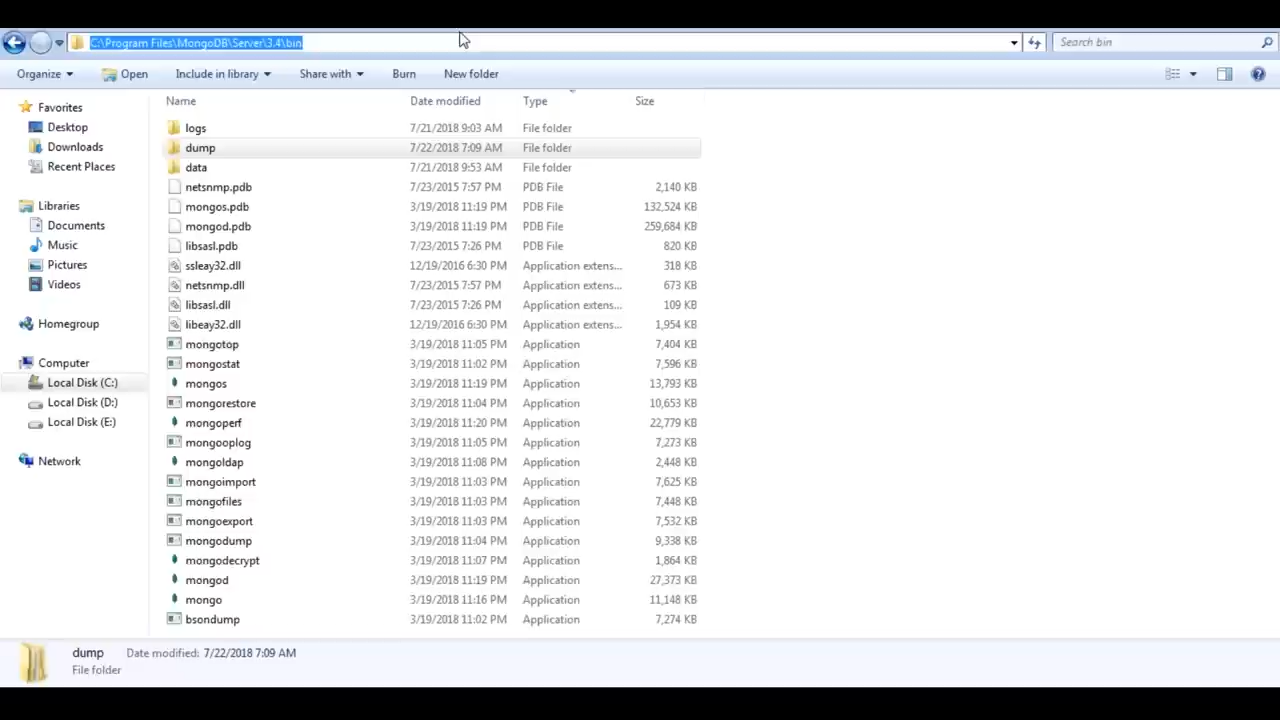 C:\Program Files\MongoDB\Server\3.4\bin
Search bin
Organize Open Include in library Share with Burn New folder
Name Date modified Type Size
Favorites
Desktop
Downloads
Recent Places
Libraries
Documents
Music
Pictures
Videos
Homegroup
Computer
Local Disk (C:)
Local Disk (D:)
Local Disk (E:)
Network
logs 7/21/2018 9:03 AM File folder
dump 7/22/2018 7:09 AM File folder
data 7/21/2018 9:53 AM File folder
netsnmp.pdb 7/23/2015 7:57 PM PDB File 2,140 KB
mongos.pdb 3/19/2018 11:19 PM PDB File 132,524 KB
mongod.pdb 3/19/2018 11:19 PM PDB File 259,684 KB
libsasl.pdb 7/23/2015 7:26 PM PDB File 820 KB
ssleay32.dll 12/19/2016 6:30 PM Application extens... 318 KB
netsnmp.dll 7/23/2015 7:57 PM Application extens... 673 KB
libsasl.dll 7/23/2015 7:26 PM Application extens... 109 KB
libeay32.dll 12/19/2016 6:30 PM Application extens... 1,954 KB
mongotop 3/19/2018 11:05 PM Application 7,404 KB
mongostat 3/19/2018 11:02 PM Application 7,596 KB
mongos 3/19/2018 11:19 PM Application 13,793 KB
mongorestore 3/19/2018 11:04 PM Application 10,653 KB
mongoperf 3/19/2018 11:20 PM Application 22,779 KB
mongooplog 3/19/2018 11:05 PM Application 7,273 KB
mongoldap 3/19/2018 11:08 PM Application 2,448 KB
mongoimport 3/19/2018 11:03 PM Application 7,625 KB
mongofiles 3/19/2018 11:03 PM Application 7,448 KB
mongoexport 3/19/2018 11:03 PM Application 7,532 KB
mongodump 3/19/2018 11:04 PM Application 9,338 KB
mongodecrypt 3/19/2018 11:07 PM Application 1,864 KB
mongod 3/19/2018 11:19 PM Application 27,373 KB
mongo 3/19/2018 11:16 PM Application 11,148 KB
bsondump 3/19/2018 11:02 PM Application 7,274 KB
dump Date modified: 7/22/2018 7:09 AM
File folder